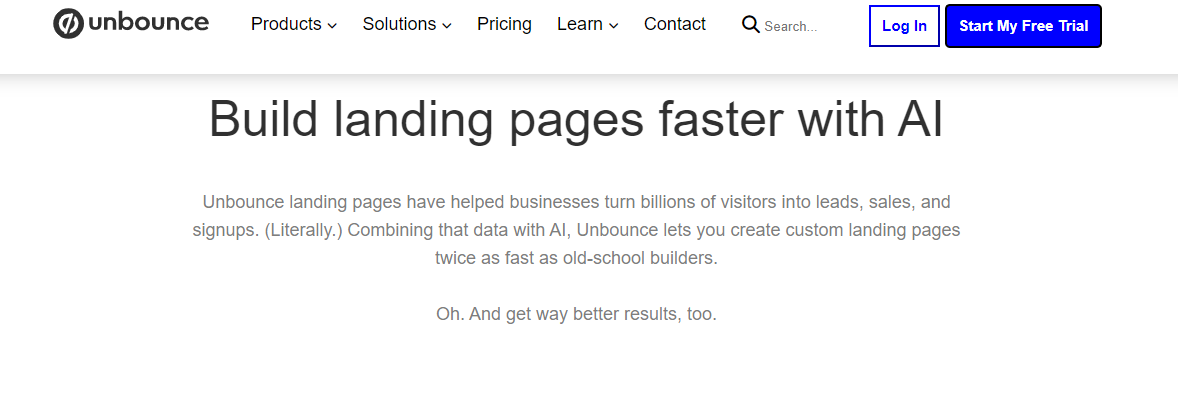 unbounce Products Solutions Pricing Learn Contact Search... Log In Start My Free Trial
Build landing pages faster with AI
Unbounce landing pages have helped businesses turn billions of visitors into leads, sales, and
signups. (Literally.) Combining that data with AI, Unbounce lets you create custom landing pages
twice as fast as old-school builders.
Oh. And get way better results, too.